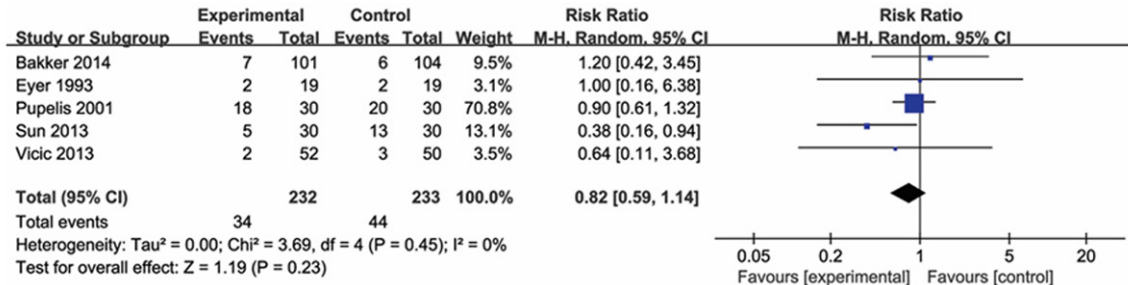 Experimental Control Risk Ratio Risk Ratio
Study or Subgroup Events Total Events Total Weight M-H, Random, 95% CI M-H, Random, 95% CI
Bakker 2014 7 101 6 104 9.5% 1.20 [0.42, 3.45]
Eyer 1993 2 19 2 19 3.1% 1.00 [0.16, 6.38]
Pupelis 2001 18 30 20 30 70.8% 0.90 [0.61, 1.32]
Sun 2013 5 30 13 30 13.1% 0.38 [0.16, 0.94]
Vicic 2013 2 52 3 50 3.5% 0.64 [0.11, 3.68]
Total (95% CI) 232 233 100.0% 0.82 [0.59, 1.14]
Total events 34 44
Heterogeneity: Tau² = 0.00; Chi² = 3.69, df = 4 (P = 0.45); I² = 0%
Test for overall effect: Z = 1.19 (P = 0.23)
0.05 0.2 1 5 20
Favours [experimental] Favours [control]